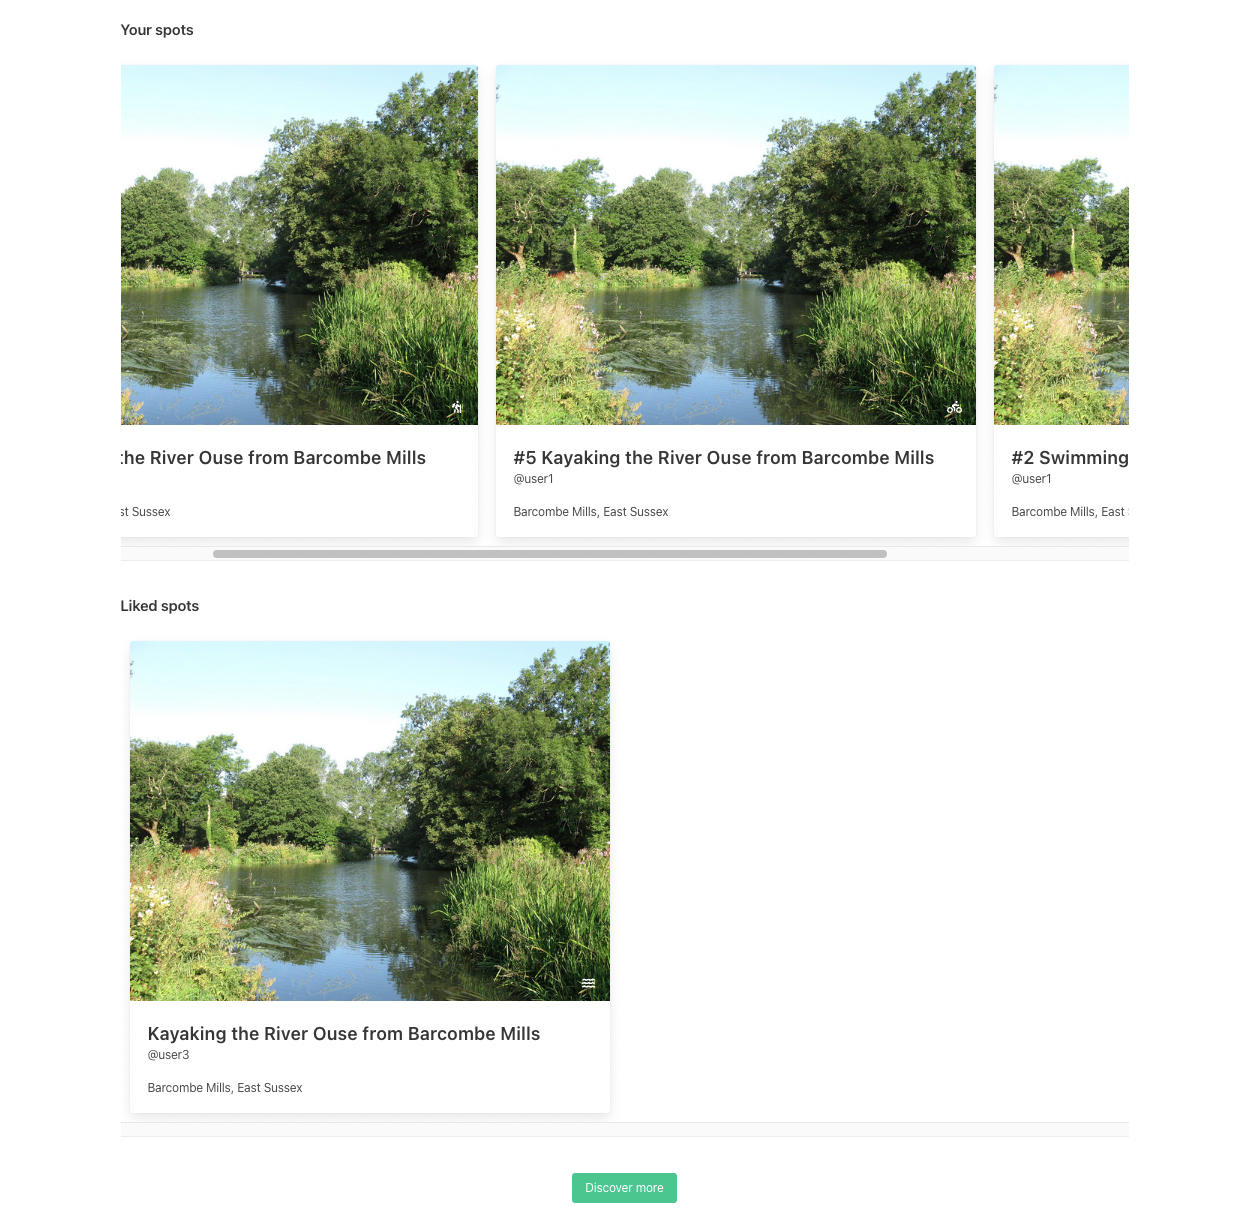 Your spots
the River Ouse from Barcombe Mills
#5 Kayaking the River Ouse from Barcombe Mills
#2 Swimming
@user1
@user1
st Sussex
Barcombe Mills, East Sussex
Barcombe Mills, East
Liked spots
Kayaking the River Ouse from Barcombe Mills
@user3
Barcombe Mills, East Sussex
Discover more